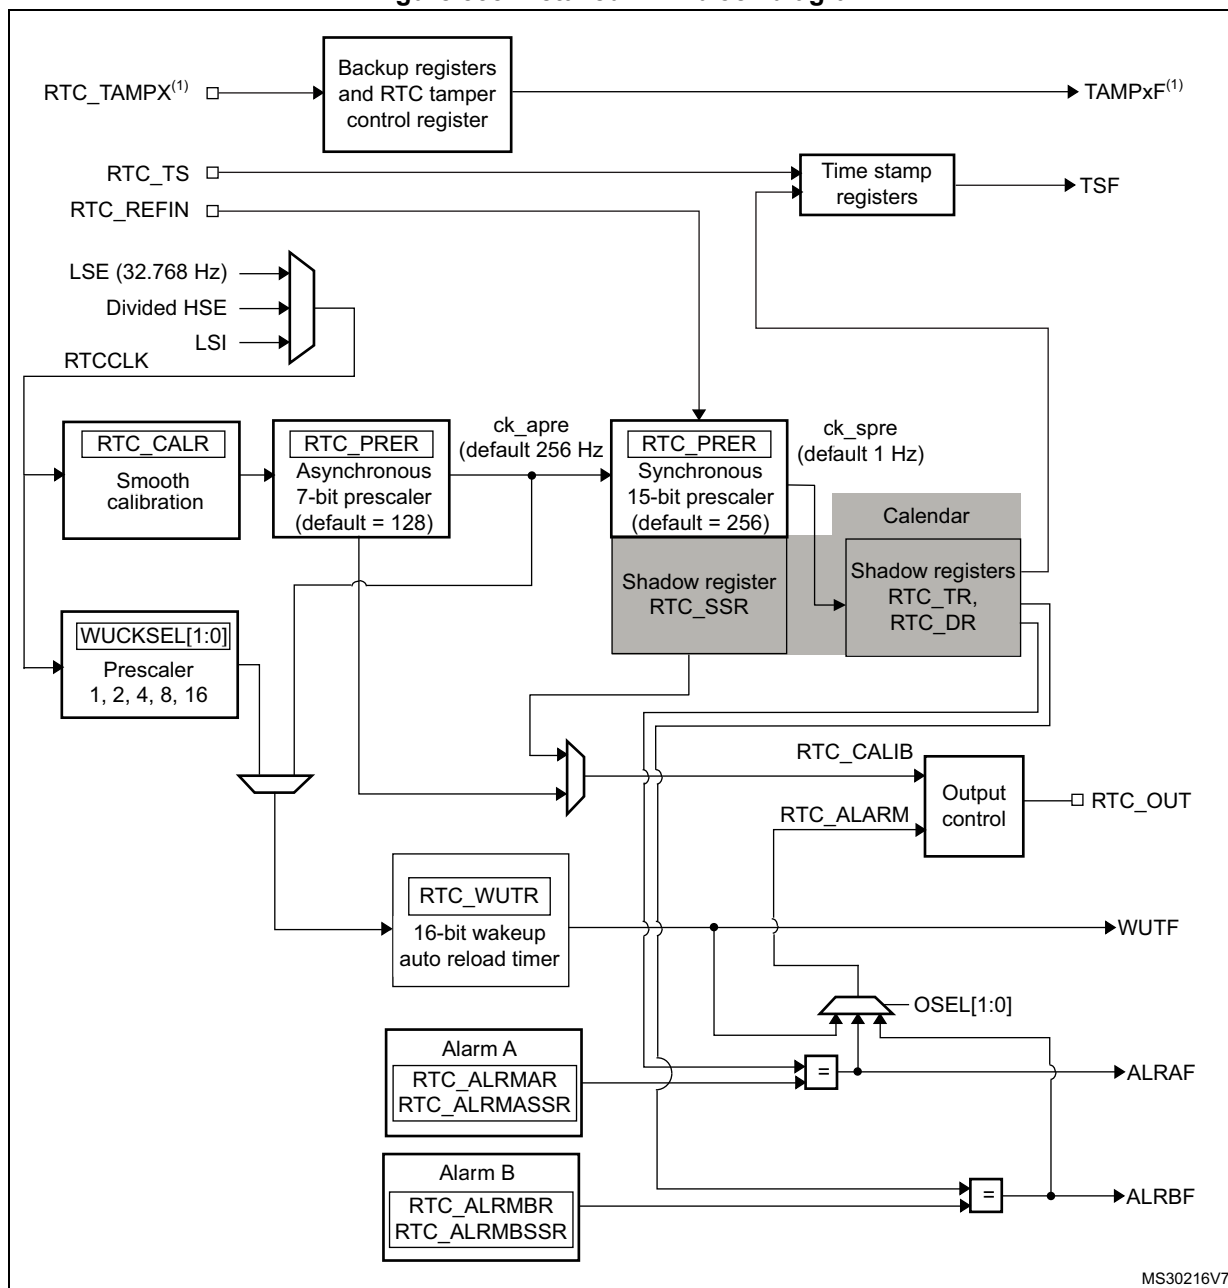 RTC_TAMPX(1)
Backup registers
and RTC tamper
control register
TAMPxF(1)
RTC_TS
Time stamp
registers
TSF
RTC_REFIN
LSE (32.768 Hz)
Divided HSE
LSI
RTCCLK
RTC_CALR
Smooth
calibration
RTC_PRER
Asynchronous
7-bit prescaler
(default = 128)
ck_apre
(default 256 Hz
RTC_PRER
Synchronous
15-bit prescaler
(default = 256)
ck_spre
(default 1 Hz)
Calendar
Shadow register
RTC_SSR
Shadow registers
RTC_TR,
RTC_DR
WUCKSEL[1:0]
Prescaler
1, 2, 4, 8, 16
RTC_CALIB
RTC_ALARM
Output
control
RTC_OUT
RTC_WUTR
16-bit wakeup
auto reload timer
WUTF
OSEL[1:0]
Alarm A
RTC_ALRMAR
RTC_ALRMASSR
=
ALRAF
Alarm B
RTC_ALRMBR
RTC_ALRMBSSR
=
ALRBF
MS30216V7